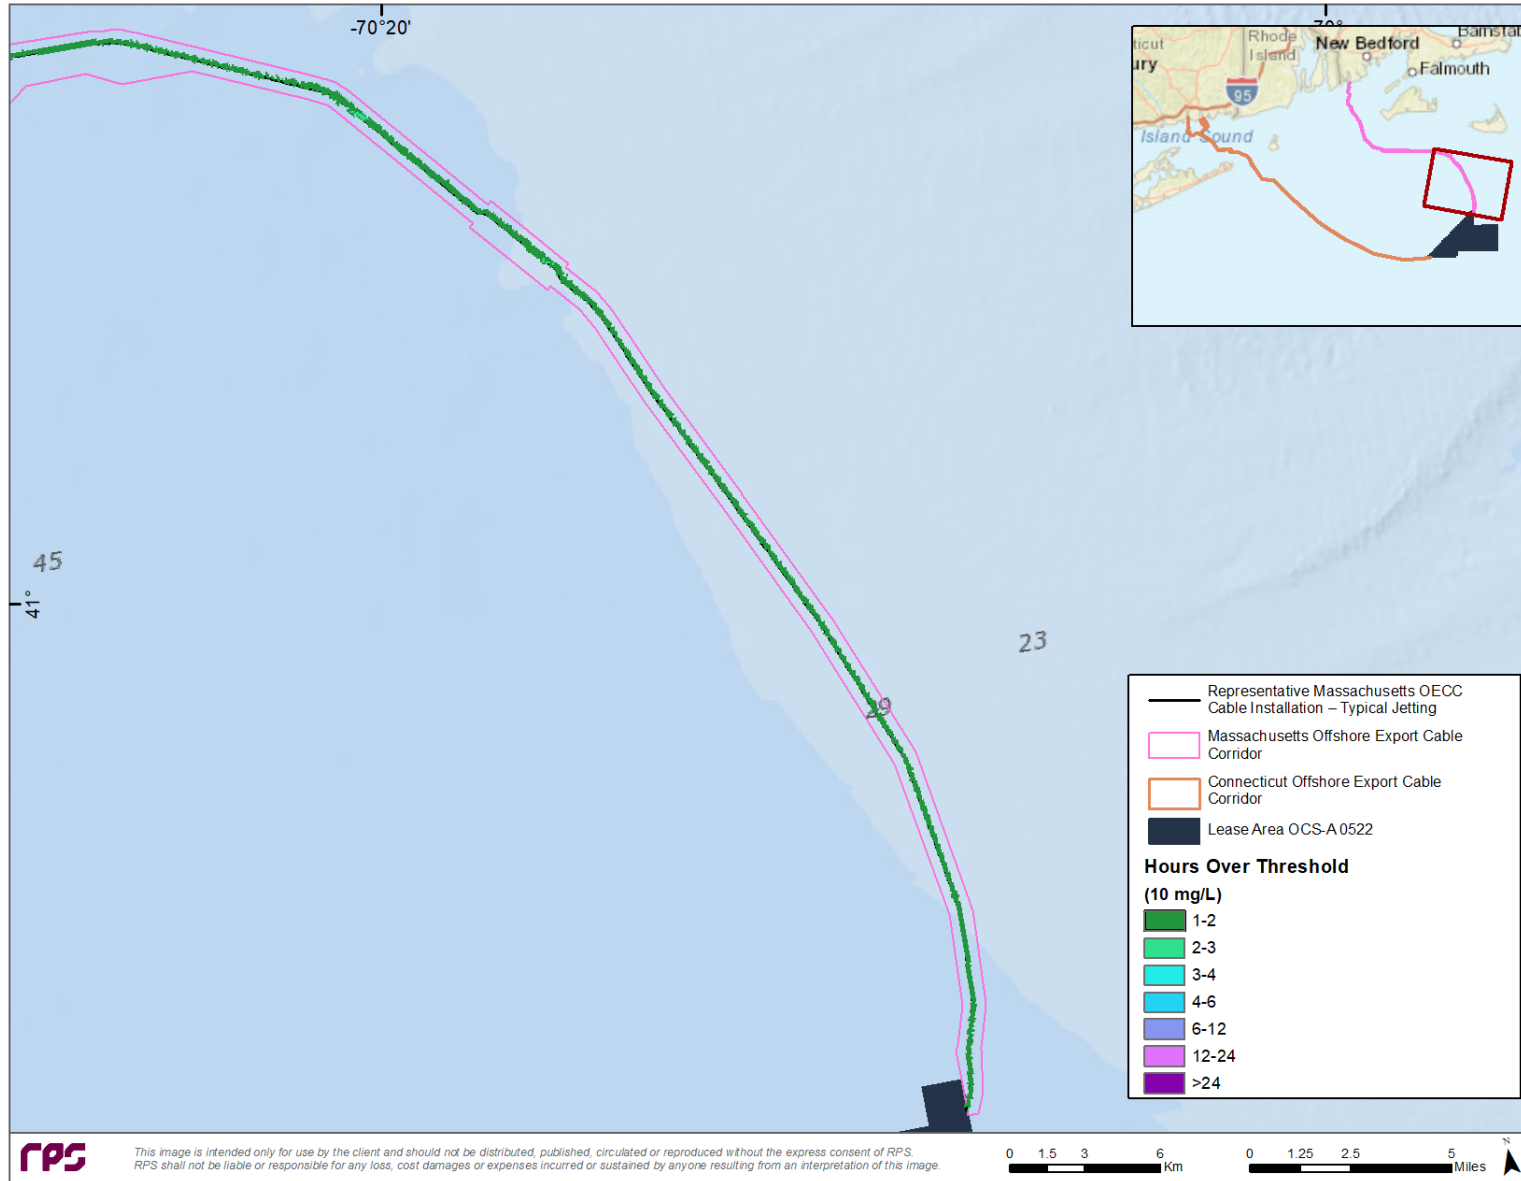 -70°20'
-70°
ticut
Rhode
Island
New Bedford
Barnstab
ury
Falmouth
95
Island Sound
45
41°
23
29
Representative Massachusetts OECC
Cable Installation – Typical Jetting
Massachusetts Offshore Export Cable
Corridor
Connecticut Offshore Export Cable
Corridor
Lease Area OCS-A 0522
Hours Over Threshold
(10 mg/L)
1-2
2-3
3-4
4-6
6-12
12-24
>24
rps
This image is intended only for use by the client and should not be distributed, published, circulated or reproduced without the express consent of RPS.
RPS shall not be liable or responsible for any loss, cost damages or expenses incurred or sustained by anyone resulting from an interpretation of this image.
0 1.5 3 6
Km
0 1.25 2.5 5
Miles
N